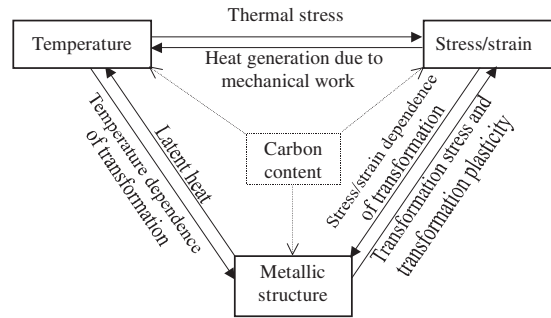 Thermal stress
Temperature
Stress/strain
Heat generation due to
mechanical work
Carbon
content
Latent heat
Temperature dependence
of transformation
Stress/strain dependence
of transformation
Transformation stress and
transformation plasticity
Metallic
structure